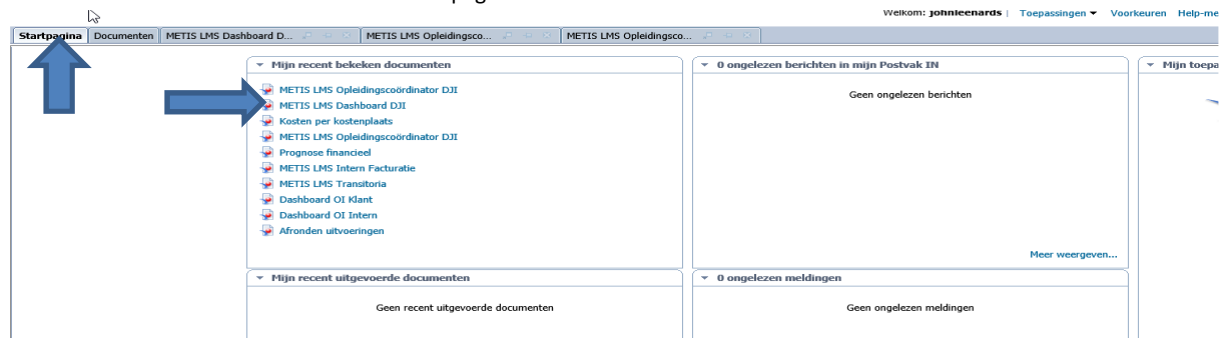 Welkom: johnleenards | Toepassingen Voorkeuren Help-me
Startpagina Documenten METIS LMS Dashboard D... METIS LMS Opleidingsco... METIS LMS Opleidingsco...
Mijn recent bekeken documenten
METIS LMS Opleidingscoördinator DJI
METIS LMS Dashboard DJI
Kosten per kostenplaats
METIS LMS Opleidingscoördinator DJI
Prognose financieel
METIS LMS Intern Facturatie
METIS LMS Transitoria
Dashboard OI Klant
Dashboard OI Intern
Afronden uitvoeringen
0 ongelezen berichten in mijn Postvak IN
Geen ongelezen berichten
Meer weergeven...
Mijn toepa
Mijn recent uitgevoerde documenten
Geen recent uitgevoerde documenten
0 ongelezen meldingen
Geen ongelezen meldingen